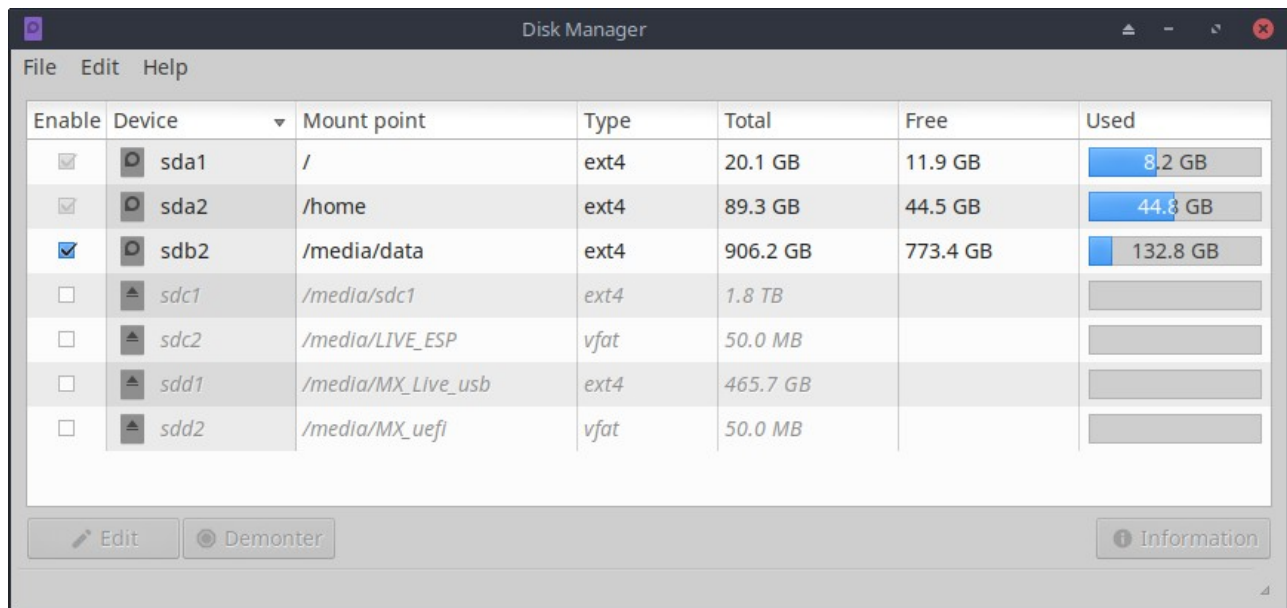 Disk Manager
File Edit Help
Enable Device Mount point Type Total Free Used
sda1 / ext4 20.1 GB 11.9 GB 8.2 GB
sda2 /home ext4 89.3 GB 44.5 GB 44.8 GB
sdb2 /media/data ext4 906.2 GB 773.4 GB 132.8 GB
sdc1 /media/sdc1 ext4 1.8 TB
sdc2 /media/LIVE_ESP vfat 50.0 MB
sdd1 /media/MX_Live_usb ext4 465.7 GB
sdd2 /media/MX_uefi vfat 50.0 MB
Edit Demonter Information